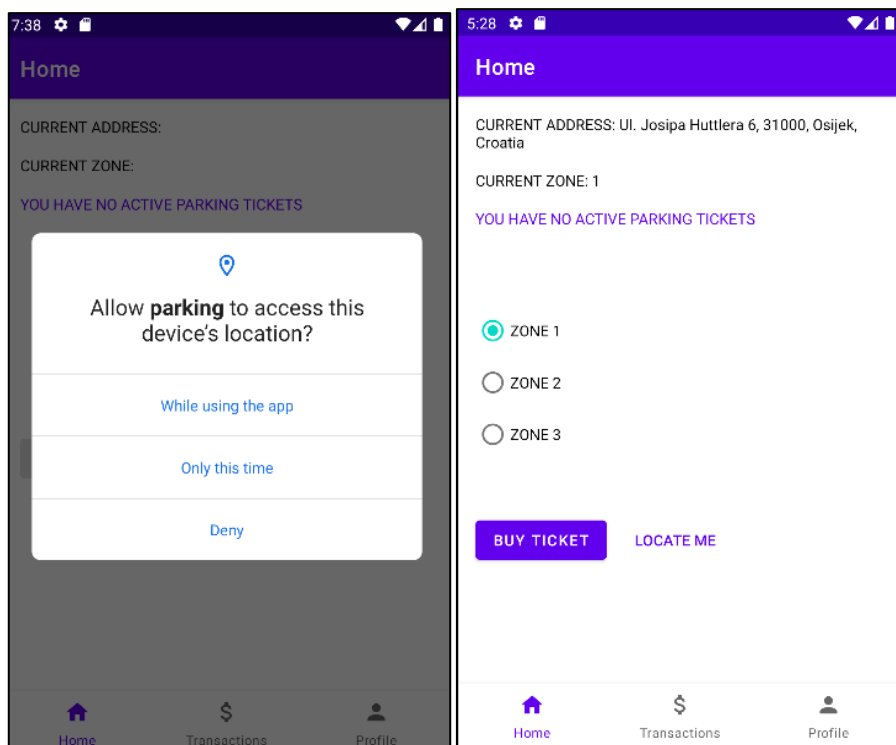 7:38
Home
CURRENT ADDRESS:
CURRENT ZONE:
YOU HAVE NO ACTIVE PARKING TICKETS
Allow parking to access this
device's location?
While using the app
Only this time
Deny
Home
Transactions
Profile
5:28
Home
CURRENT ADDRESS: Ul. Josipa Huttlera 6, 31000, Osijek,
Croatia
CURRENT ZONE: 1
YOU HAVE NO ACTIVE PARKING TICKETS
ZONE 1
ZONE 2
ZONE 3
BUY TICKET
LOCATE ME
Home
Transactions
Profile